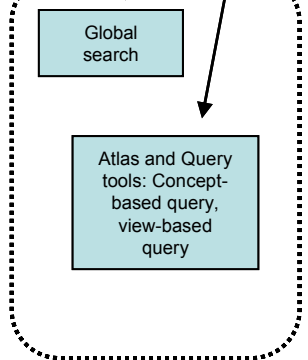 Global
search
Atlas and Query
tools: Concept-
based query,
view-based
query